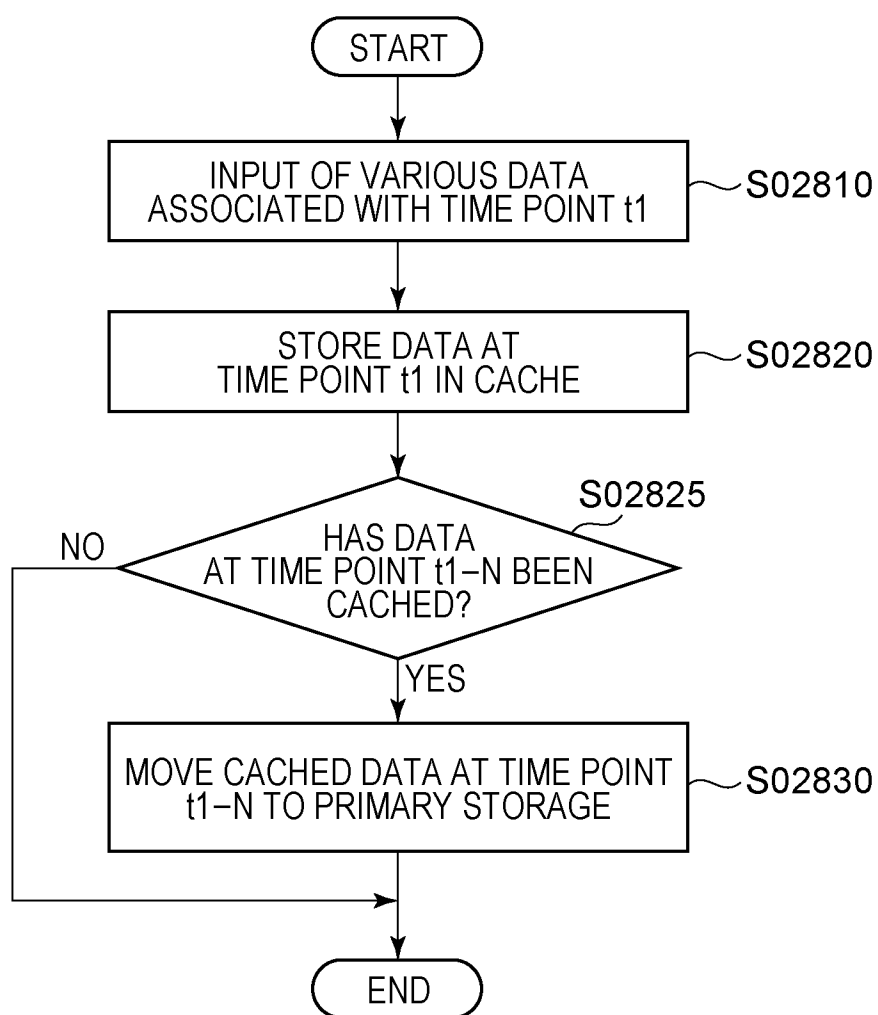 START
INPUT OF VARIOUS DATA
ASSOCIATED WITH TIME POINT t1
S02810
STORE DATA AT
TIME POINT t1 IN CACHE
S02820
S02825
NO
HAS DATA
AT TIME POINT t1–N BEEN
CACHED?
YES
MOVE CACHED DATA AT TIME POINT
t1–N TO PRIMARY STORAGE
S02830
END